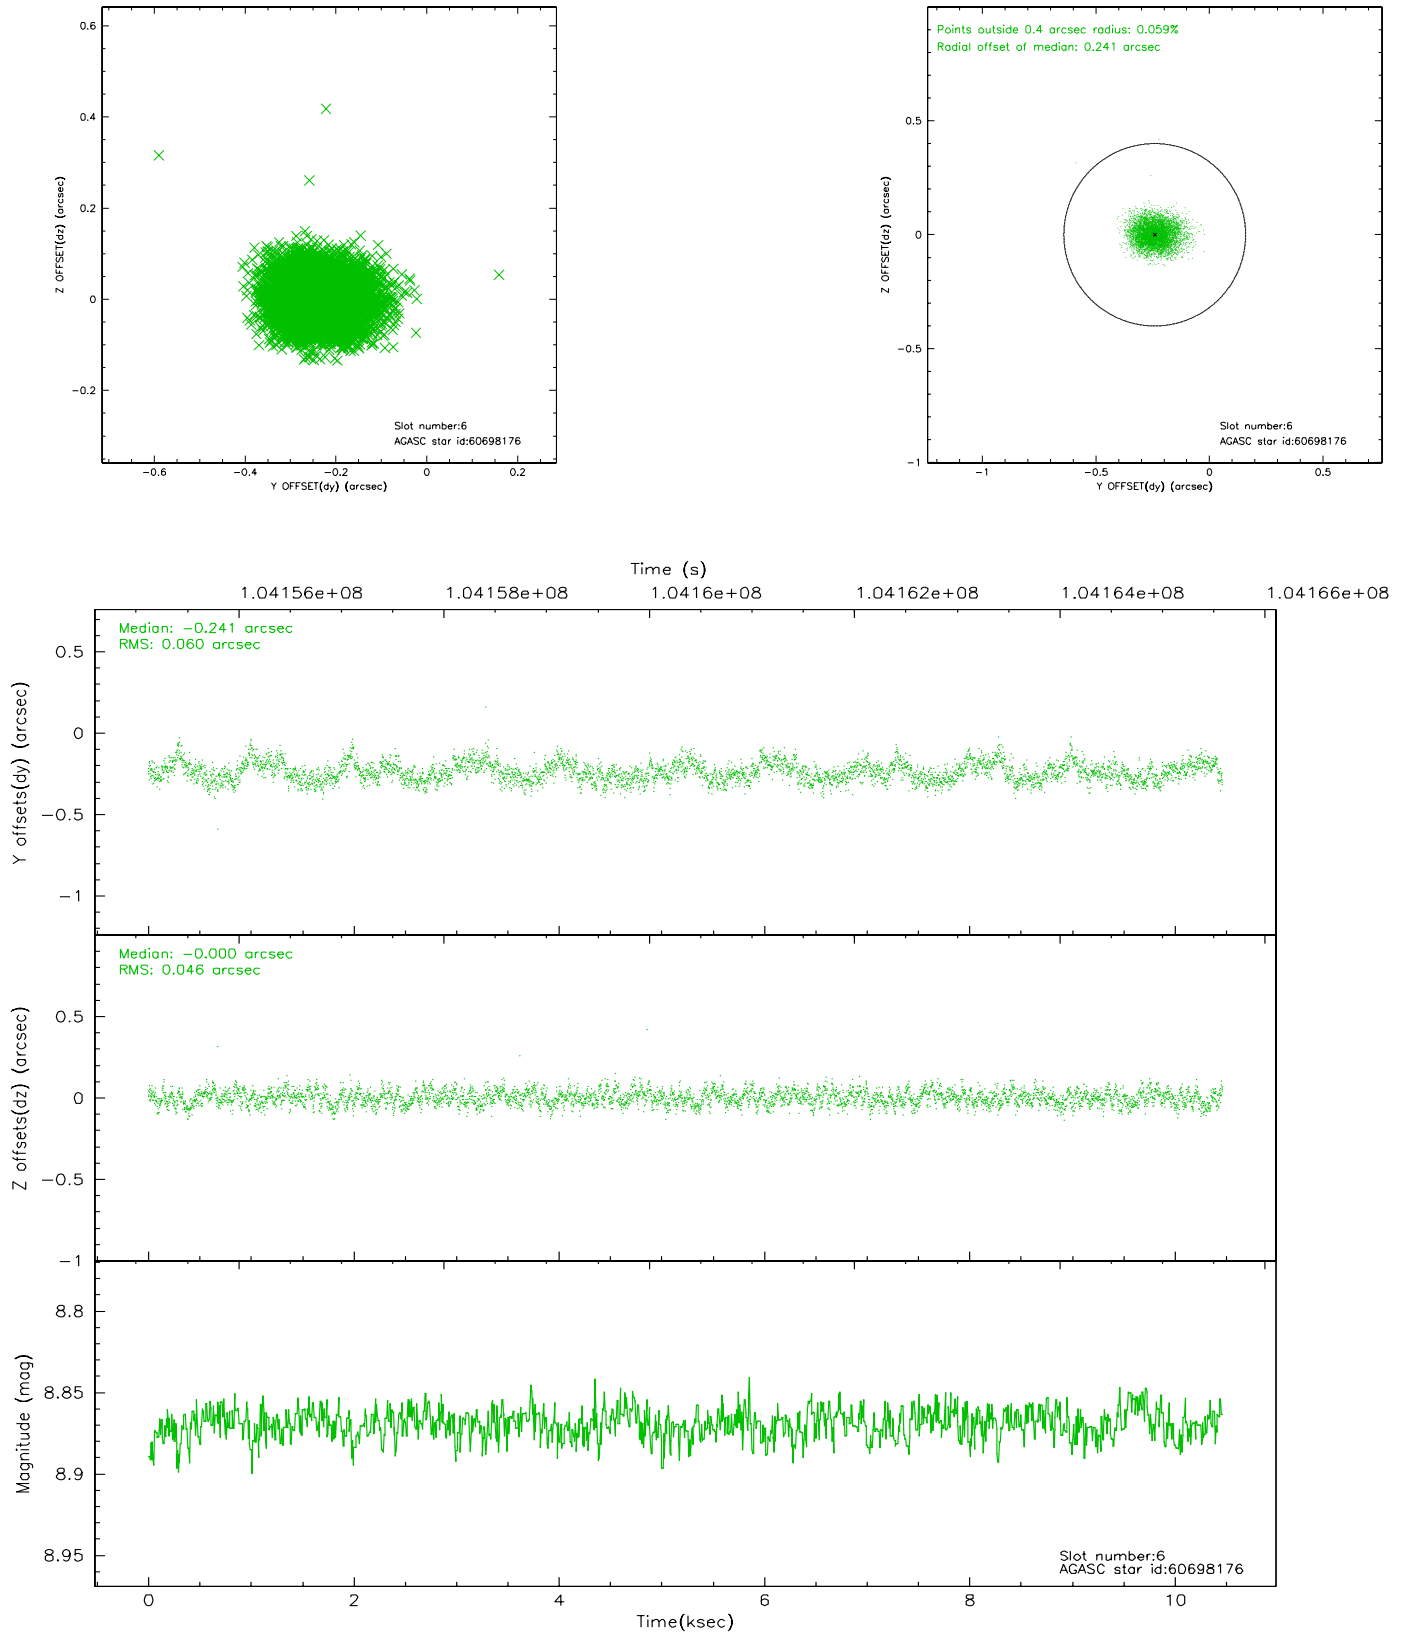 0.6
0.4
0.2
0
−0.2
−0.6
−0.4
−0.2
0
0.2
Z OFFSET(dz) (arcsec)
Y OFFSET(dy) (arcsec)
Slot number:6
AGASC star id:60698176
Points outside 0.4 arcsec radius: 0.059%
Radial offset of median: 0.241 arcsec
0.5
0
−0.5
−1
−1
−0.5
0
0.5
Z OFFSET(dz) (arcsec)
Y OFFSET(dy) (arcsec)
Slot number:6
AGASC star id:60698176
Time (s)
1.04156e+08
1.04158e+08
1.0416e+08
1.04162e+08
1.04164e+08
1.04166e+08
Median: −0.241 arcsec
RMS: 0.060 arcsec
0.5
0
−0.5
−1
Y offsets(dy) (arcsec)
Median: −0.000 arcsec
RMS: 0.046 arcsec
0.5
0
−0.5
−1
Z offsets(dz) (arcsec)
8.8
8.85
8.9
8.95
Magnitude (mag)
Slot number:6
AGASC star id:60698176
0
2
4
6
8
10
Time(ksec)